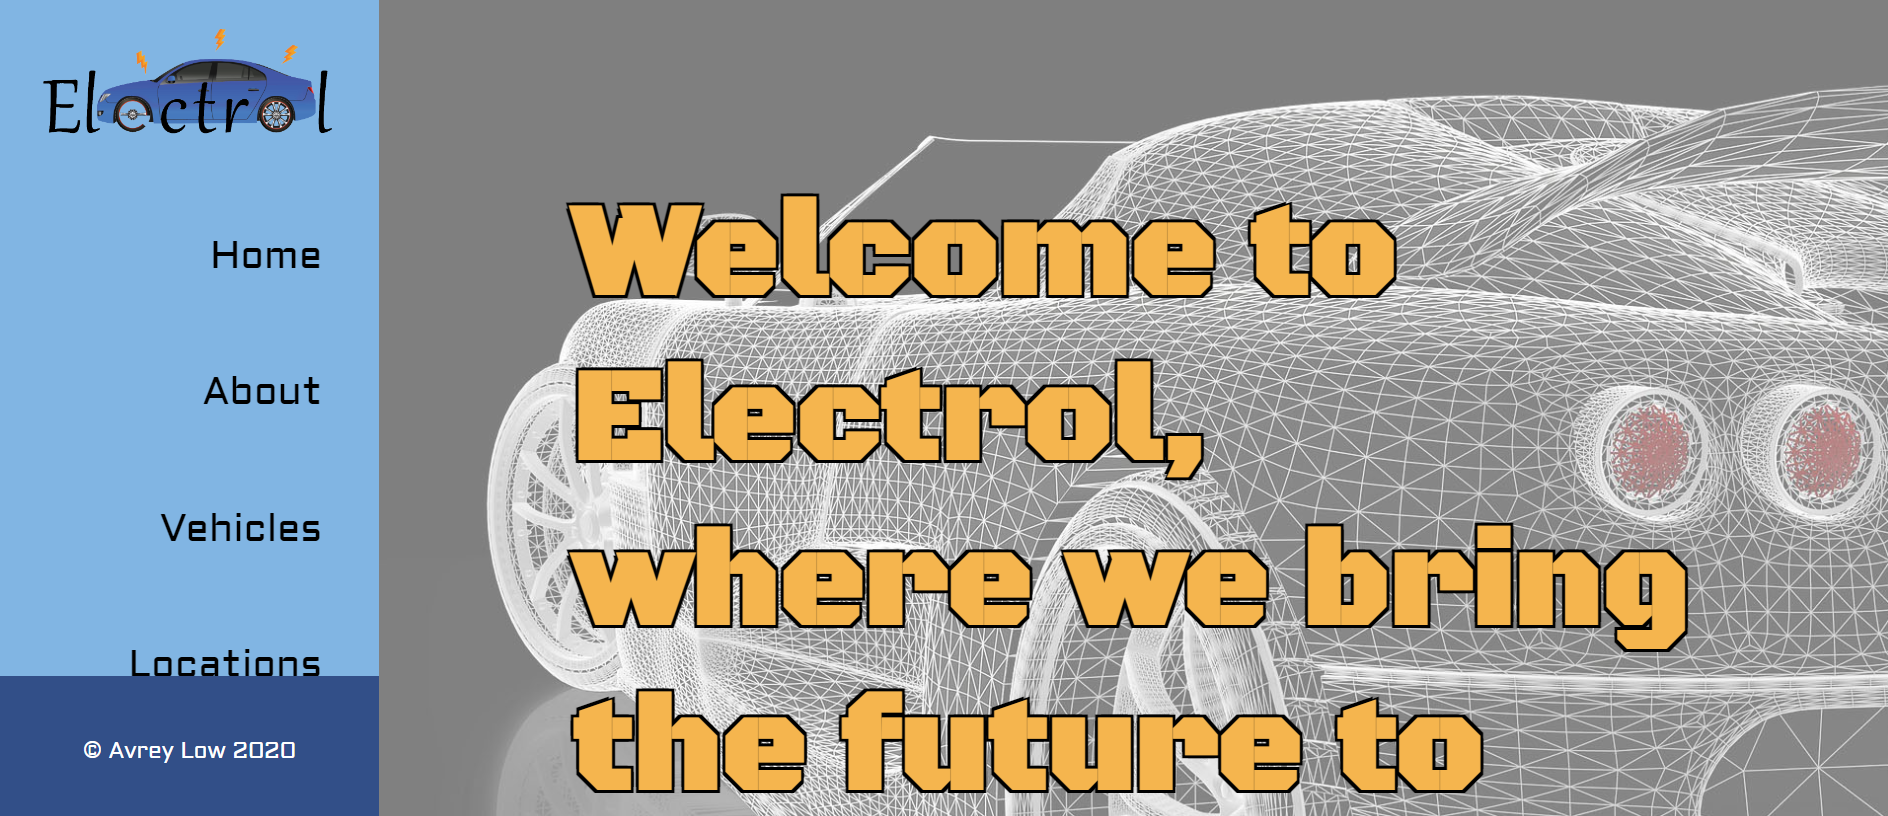 Electrol
Home
About
Vehicles
Locations
© Avrey Low 2020
Welcome to
Electrol,
where we bring
the future to